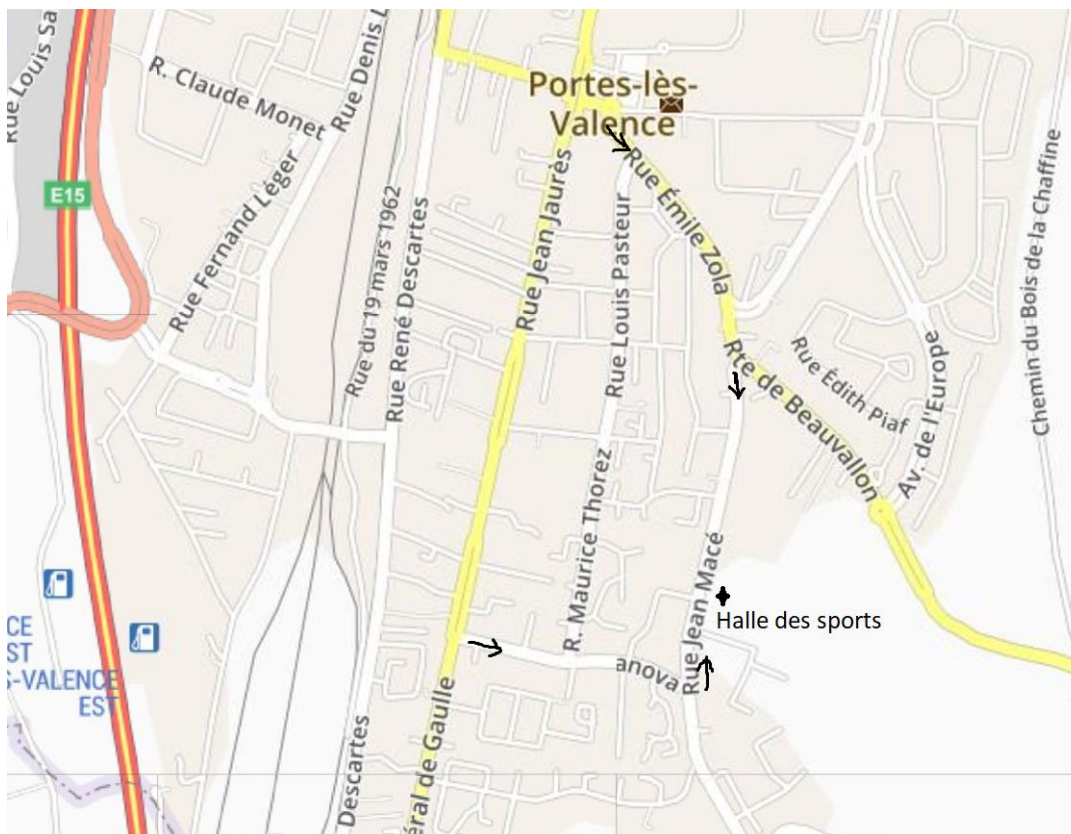 Rue Louis Sa
R. Claude Monet
Rue Denis
E15
Rue Fernand Léger
Rue du 19 mars 1962
Rue René Descartes
Portes-lès-
Valence
Rue Jean Jaurès
Rue Louis Pasteur
Rue Émile Zola
Rte de Beauvallon
Rue Édith Piaf
Av. de l'Europe
Chemin du Bois de la Chaffine
R. Maurice Thorez
Rue Jean Macé
Halle des sports
anova
CE
ST
S-VALENCE
EST
Descartes
éral de Gaulle